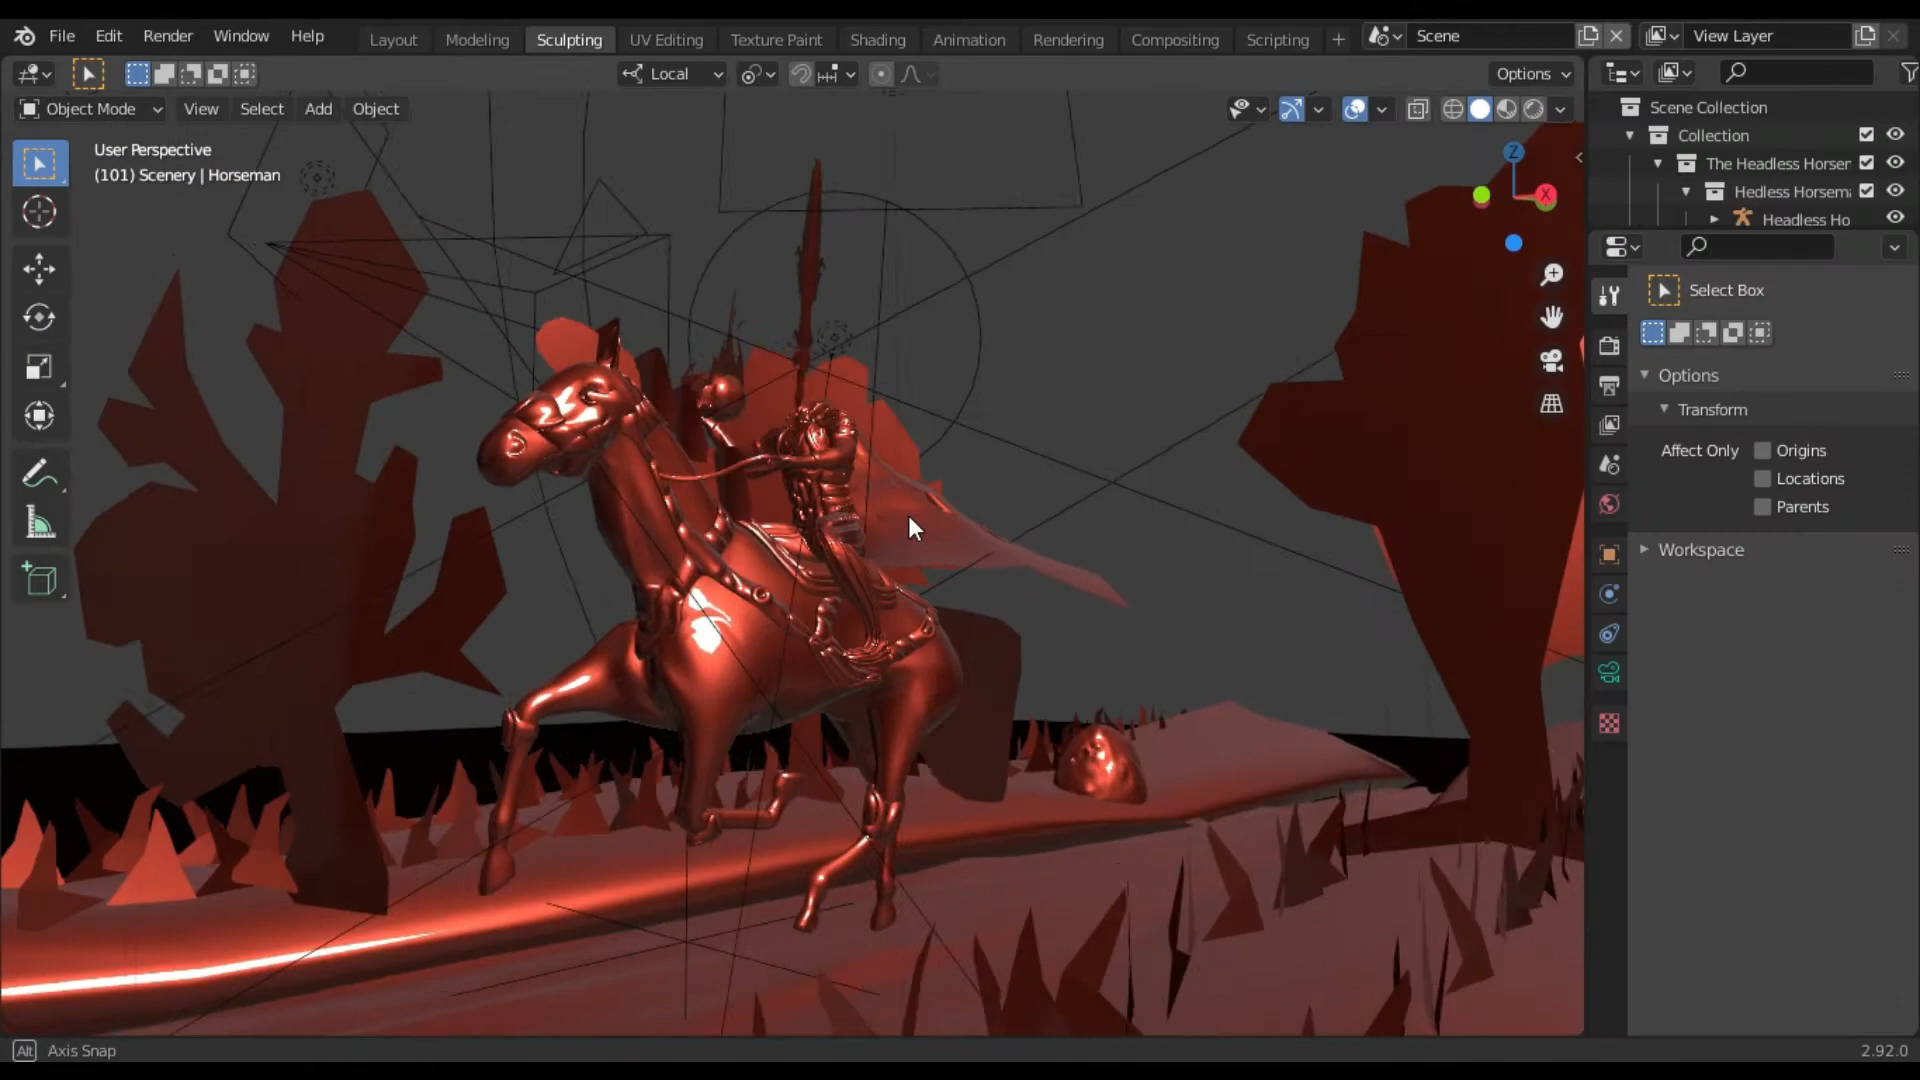 File Edit Render Window Help
Layout Modeling Sculpting UV Editing Texture Paint Shading Animation Rendering Compositing Scripting +
Scene
View Layer
Local
Options
Object Mode View Select Add Object
User Perspective
(101) Scenery | Horseman
Z
X
Scene Collection
Collection
The Headless Horser
Hedless Horsem
Headless Ho
Select Box
Options
Transform
Affect Only Origins
Locations
Parents
Workspace
Alt Axis Snap
2.92.0